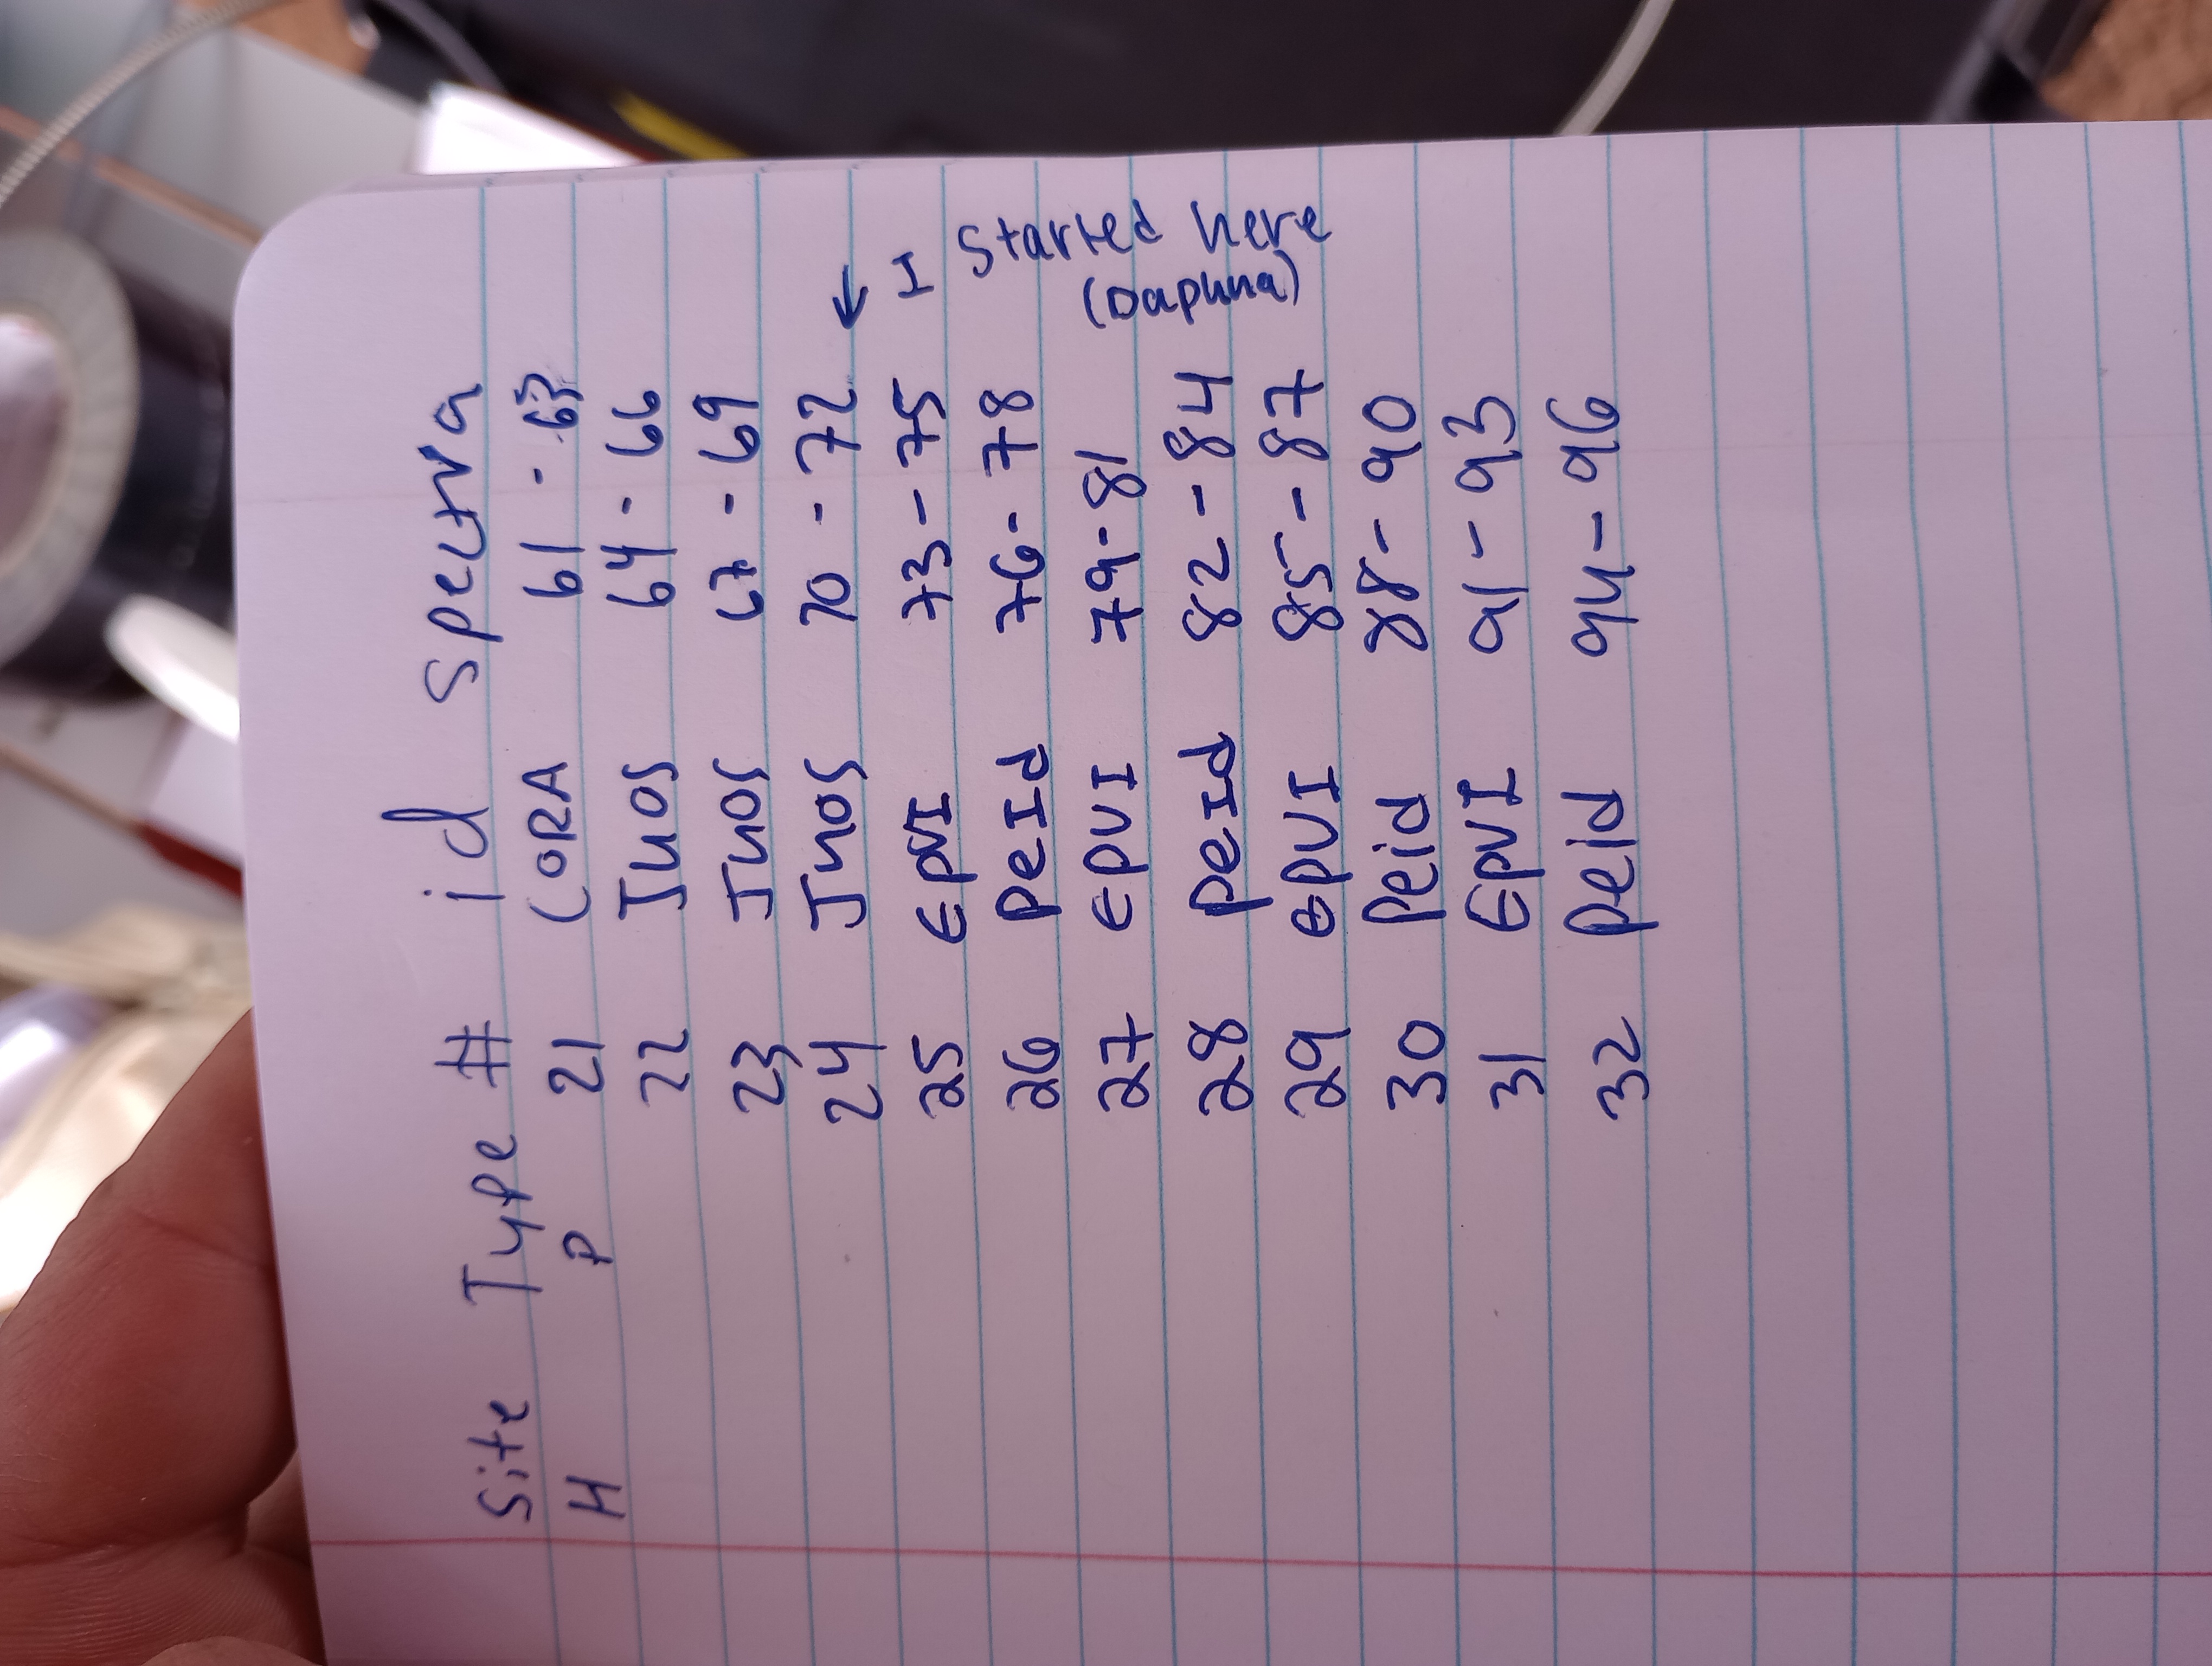 Site Type # id spectra
H P 21 CORA 61 - 63
22 JUOS 64 - 66
23 JUOS 67 - 69
24 JUOS 70 - 72
25 EPVI 73 - 75
26 PeId 76 - 78
27 EPVI 79 - 81
28 peId 82 - 84
29 EPVI 85 - 87
30 Peid 88 - 90
31 EPVI 91 - 93
32 Peid 94 - 96
← I started here
(Daphna)